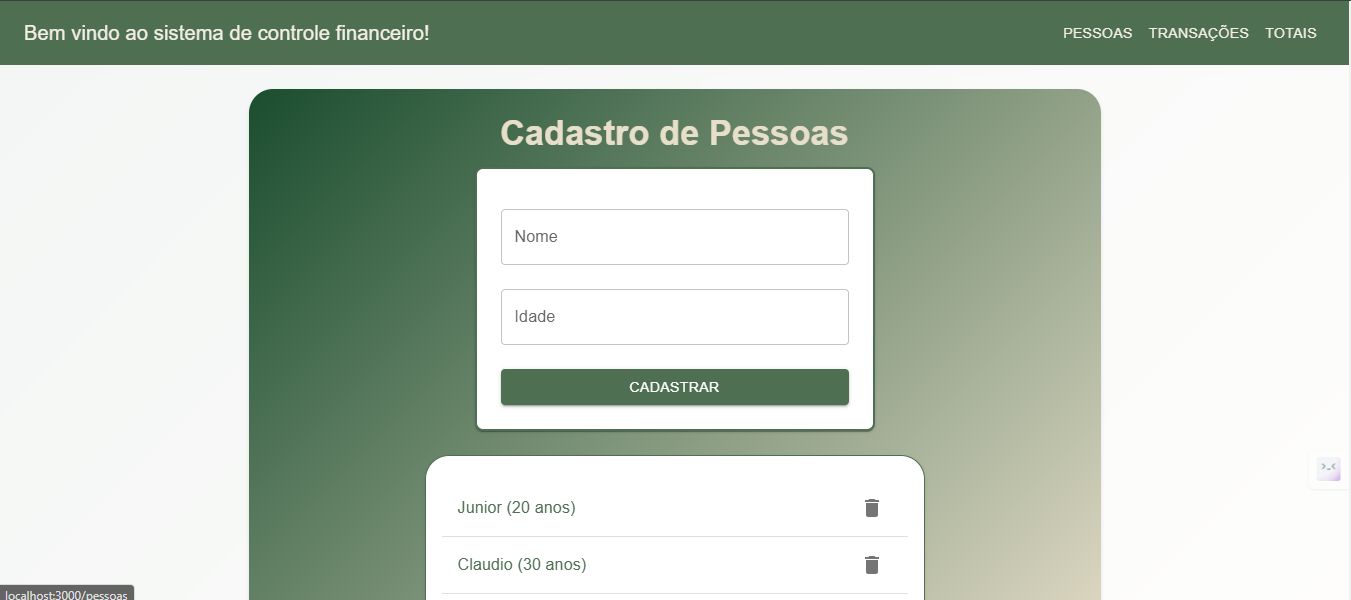 Bem vindo ao sistema de controle financeiro!
PESSOAS TRANSAÇÕES TOTAIS
Cadastro de Pessoas
Nome
Idade
CADASTRAR
Junior (20 anos)
Claudio (30 anos)
localhost:3000/pessoas